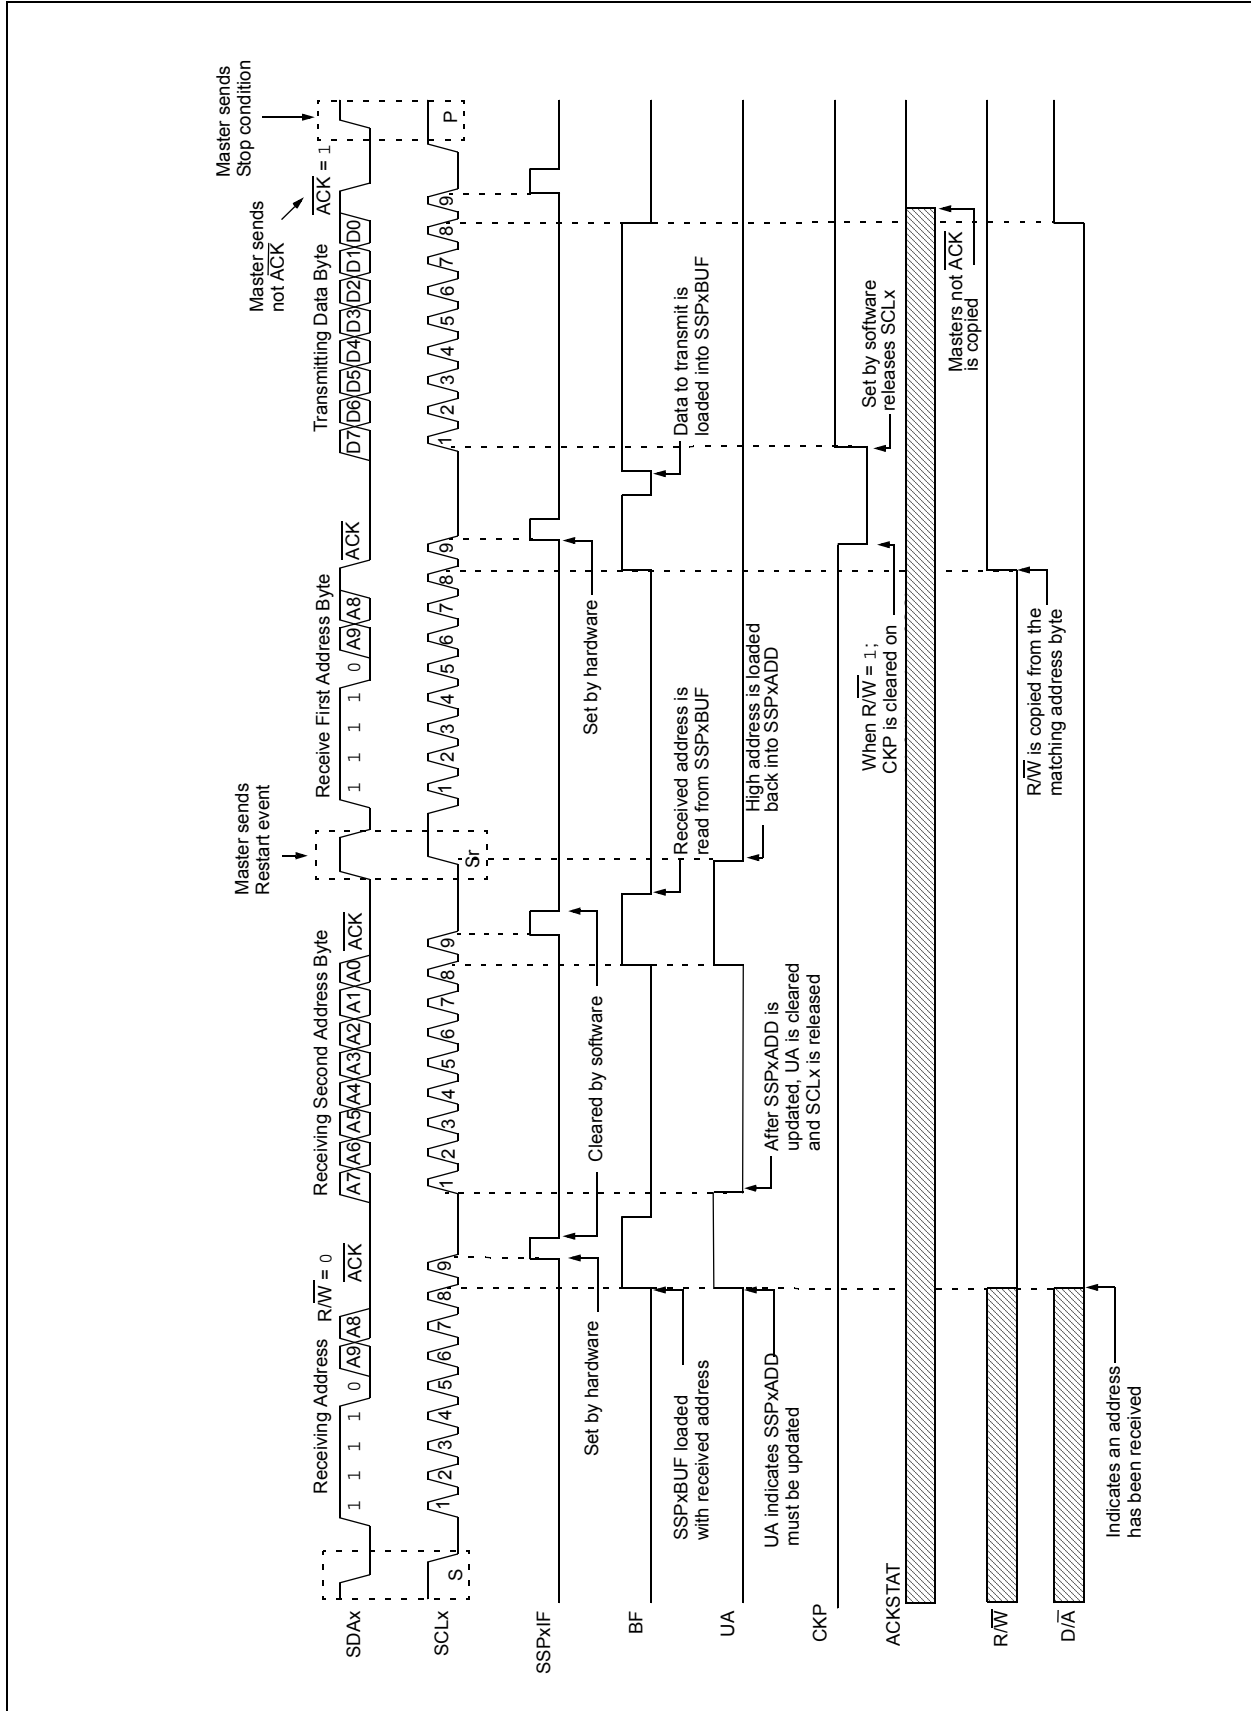 Master sends
Stop condition
Master sends
not ACK
Master sends
Restart event
Receiving Address
R/W = 0
ACK
Receiving Second Address Byte
ACK
Receive First Address Byte
ACK
Transmitting Data Byte
ACK = 1
SDAx
1 1 1 1 0 A9 A8
A7 A6 A5 A4 A3 A2 A1 A0
1 1 1 1 0 A9 A8
D7 D6 D5 D4 D3 D2 D1 D0
SCLx
S
1 2 3 4 5 6 7 8 9
1 2 3 4 5 6 7 8 9
Sr
1 2 3 4 5 6 7 8 9
1 2 3 4 5 6 7 8 9
P
SSPxIF
Set by hardware
Cleared by software
Set by hardware
BF
SSPxBUF loaded
with received address
Received address is
read from SSPxBUF
Data to transmit is
loaded into SSPxBUF
UA
UA indicates SSPxADD
must be updated
After SSPxADD is
updated, UA is cleared
and SCLx is released
High address is loaded
back into SSPxADD
CKP
When R/W = 1;
CKP is cleared on
Set by software
releases SCLx
ACKSTAT
Masters not ACK
is copied
R/W
R/W is copied from the
matching address byte
D/A
Indicates an address
has been received